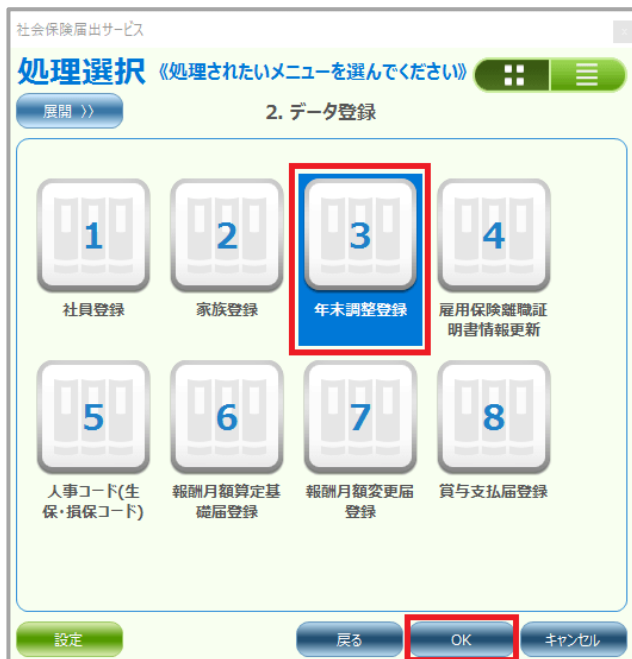 社会保険届出サービス
x
処理選択 《処理されたいメニューを選んでください》
展開 》 2. データ登録
1 2 3 4
社員登録 家族登録 年末調整登録 雇用保険離職証
明書情報更新
5 6 7 8
人事コード(生 報酬月額算定基 報酬月額変更届 賞与支払届登録
保・損保コード) 礎届登録 登録
設定 戻る OK キャンセル